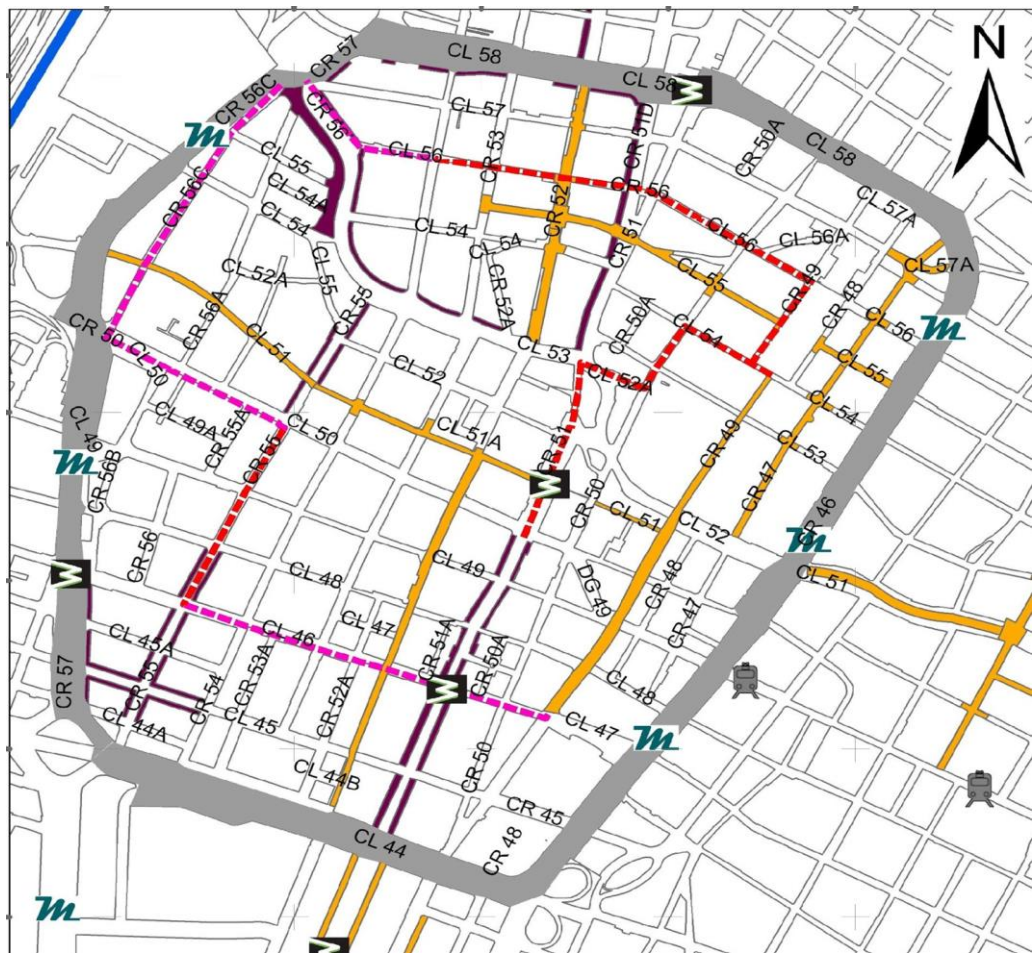 N
CR 57
CL 58
CL 58
CR 56C
CR 56
CL 57
CR 53
CR 51D
CR 50A
CL 58
CL 55
CL 56
CR 56
CR 56C
CL 54A
CL 54
CR 52
CL 57A
CL 54
CL 54
CR 51
CL 56
CL 56A
CL 57A
CL 55
CL 52A
CL 55
CR 49
CR 48
CR 56A
CR 55
CR 52A
CR 50A
CL 56
CR 50
CL 50
CL 51
CL 53
CL 54
CL 52
CL 52A
CL 55
CL 49A
CR 55A
CL 50
CL 51A
CR 49
CL 54
CL 49
CR 56B
CR 55
CR 51
CL 53
W
CR 50
CL 51
CR 47
CL 52
CR 46
m
CR 56
CL 48
CL 49
DG 49
CR 48
CL 51
W
CR 47
CL 45A
CL 46
CL 47
CR 51A
CR 50A
CR 57
CR 53
CR 54
CR 53A
CR 52A
W
CL 48
CL 44A
CL 45
CL 47
CL 44B
CR 50
CR 45
CL 44
CR 48
m
W